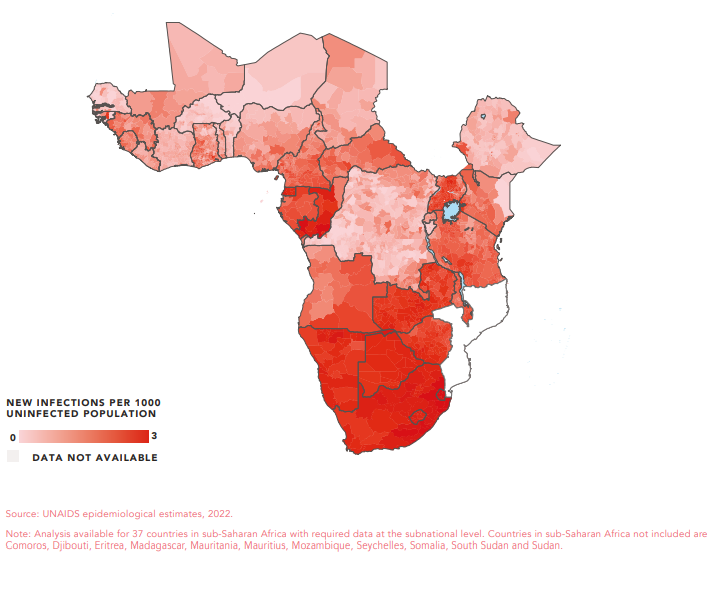 NEW INFECTIONS PER 1000
UNINFECTED POPULATION
0 3
DATA NOT AVAILABLE
Source: UNAIDS epidemiological estimates, 2022.
Note: Analysis available for 37 countries in sub-Saharan Africa with required data at the subnational level. Countries in sub-Saharan Africa not included are
Comoros, Djibouti, Eritrea, Madagascar, Mauritania, Mauritius, Mozambique, Seychelles, Somalia, South Sudan and Sudan.